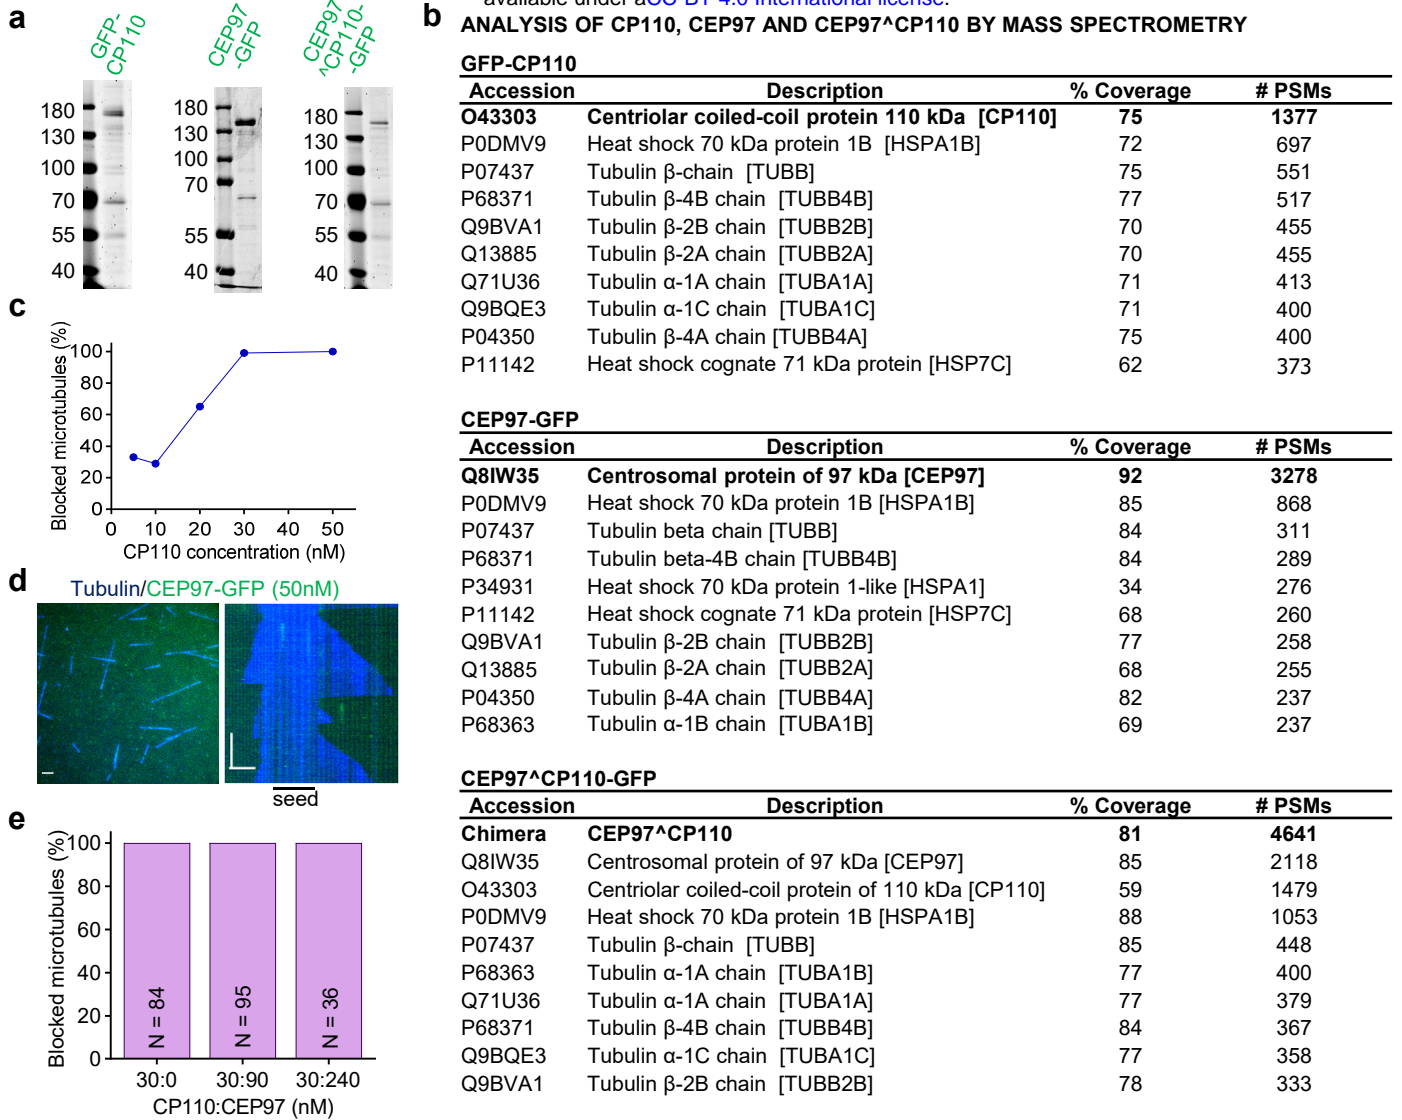 available under aCC-BY 4.0 International license.
a
GFP-
CP110
CEP97
-GFP
CEP97
^CP110-
-GFP
180
130
100
70
55
40
180
130
100
70
55
40
180
130
100
70
55
40
b
ANALYSIS OF CP110, CEP97 AND CEP97^CP110 BY MASS SPECTROMETRY
GFP-CP110
Accession Description % Coverage # PSMs
O43303 Centriolar coiled-coil protein 110 kDa [CP110] 75 1377
P0DMV9 Heat shock 70 kDa protein 1B [HSPA1B] 72 697
P07437 Tubulin β-chain [TUBB] 75 551
P68371 Tubulin β-4B chain [TUBB4B] 77 517
Q9BVA1 Tubulin β-2B chain [TUBB2B] 70 455
Q13885 Tubulin β-2A chain [TUBB2A] 70 455
Q71U36 Tubulin α-1A chain [TUBA1A] 71 413
Q9BQE3 Tubulin α-1C chain [TUBA1C] 71 400
P04350 Tubulin β-4A chain [TUBB4A] 75 400
P11142 Heat shock cognate 71 kDa protein [HSP7C] 62 373
CEP97-GFP
Accession Description % Coverage # PSMs
Q8IW35 Centrosomal protein of 97 kDa [CEP97] 92 3278
P0DMV9 Heat shock 70 kDa protein 1B [HSPA1B] 85 868
P07437 Tubulin beta chain [TUBB] 84 311
P68371 Tubulin beta-4B chain [TUBB4B] 84 289
P34931 Heat shock 70 kDa protein 1-like [HSPA1] 34 276
P11142 Heat shock cognate 71 kDa protein [HSP7C] 68 260
Q9BVA1 Tubulin β-2B chain [TUBB2B] 77 258
Q13885 Tubulin β-2A chain [TUBB2A] 68 255
P04350 Tubulin β-4A chain [TUBB4A] 82 237
P68363 Tubulin α-1B chain [TUBA1B] 69 237
CEP97^CP110-GFP
Accession Description % Coverage # PSMs
Chimera CEP97^CP110 81 4641
Q8IW35 Centrosomal protein of 97 kDa [CEP97] 85 2118
O43303 Centriolar coiled-coil protein of 110 kDa [CP110] 59 1479
P0DMV9 Heat shock 70 kDa protein 1B [HSPA1B] 88 1053
P07437 Tubulin β-chain [TUBB] 85 448
P68363 Tubulin α-1A chain [TUBA1B] 77 400
Q71U36 Tubulin α-1A chain [TUBA1A] 77 379
P68371 Tubulin β-4B chain [TUBB4B] 84 367
Q9BQE3 Tubulin α-1C chain [TUBA1C] 77 358
Q9BVA1 Tubulin β-2B chain [TUBB2B] 78 333
c
Blocked microtubules (%)
100
80
60
40
20
0
0 10 20 30 40 50
CP110 concentration (nM)
d
Tubulin/CEP97-GFP (50nM)
seed
e
Blocked microtubules (%)
100
80
60
40
20
0
N = 84
N = 95
N = 36
30:0 30:90 30:240
CP110:CEP97 (nM)